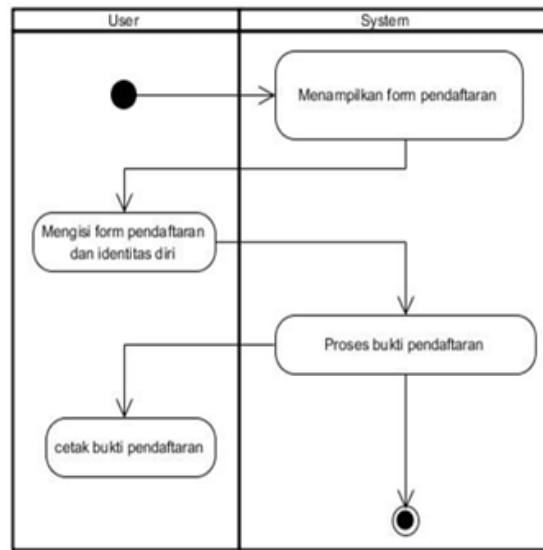 User
System
Menampilkan form pendaftaran
Mengisi form pendaftaran
dan identitas diri
Proses bukti pendaftaran
cetak bukti pendaftaran